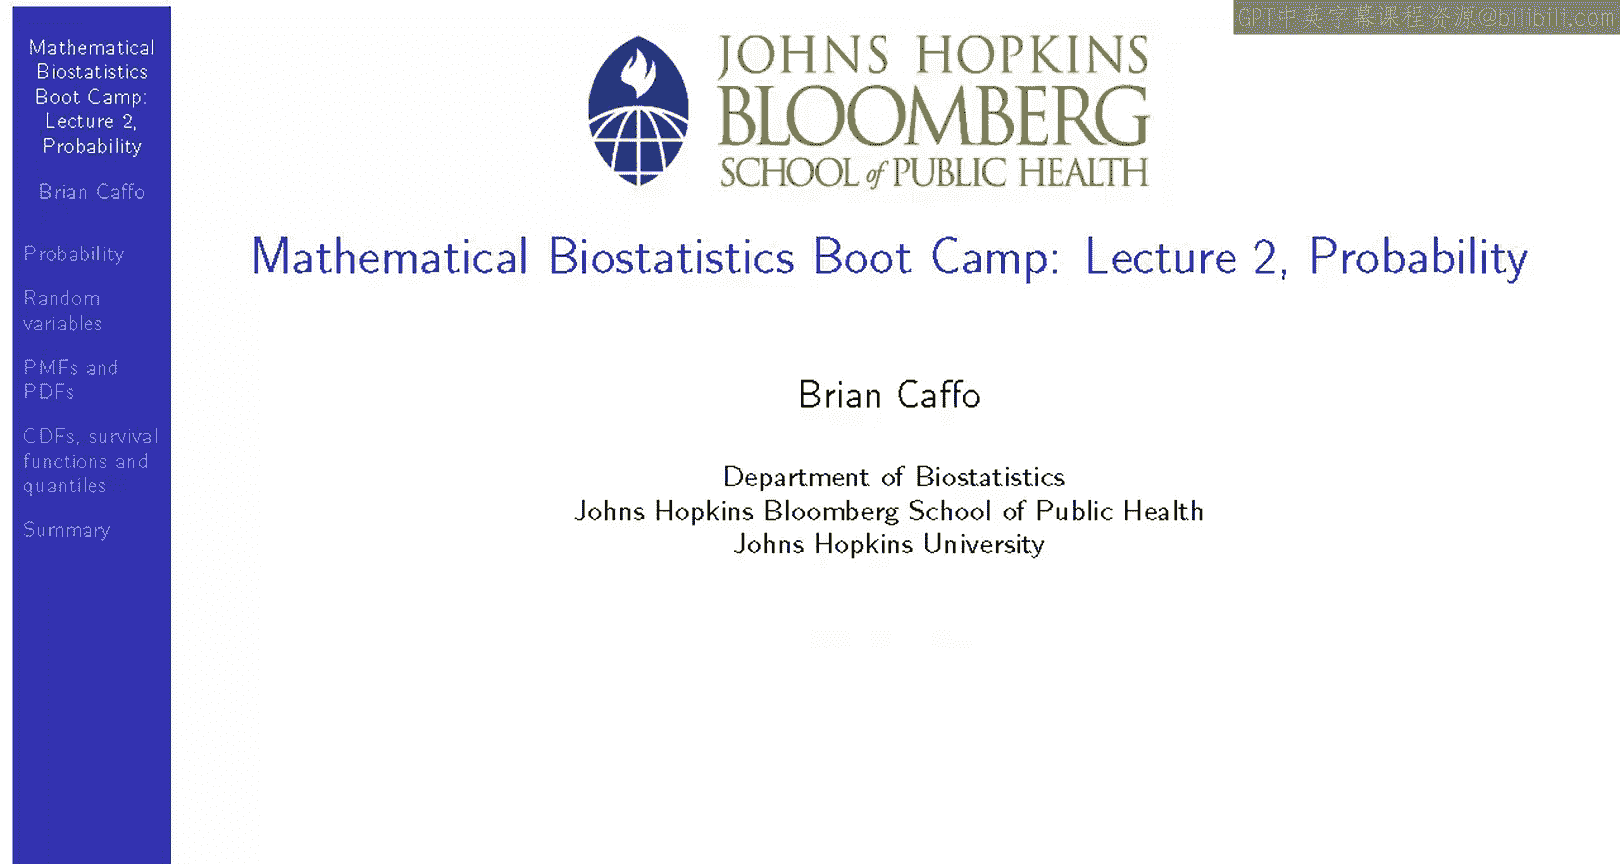 Mathematical
Biostatistics
Boot Camp:
Lecture 2,
Probability
Brian Caffo
Probability
Random
variables
PMFs and
PDFs
CDFs, survival
functions and
quantiles
Summary
GPT中英字幕课程资源@bilibili.com
JOHNS HOPKINS
BLOOMBERG
SCHOOL of PUBLIC HEALTH
Mathematical Biostatistics Boot Camp: Lecture 2, Probability
Brian Caffo
Department of Biostatistics
Johns Hopkins Bloomberg School of Public Health
Johns Hopkins University